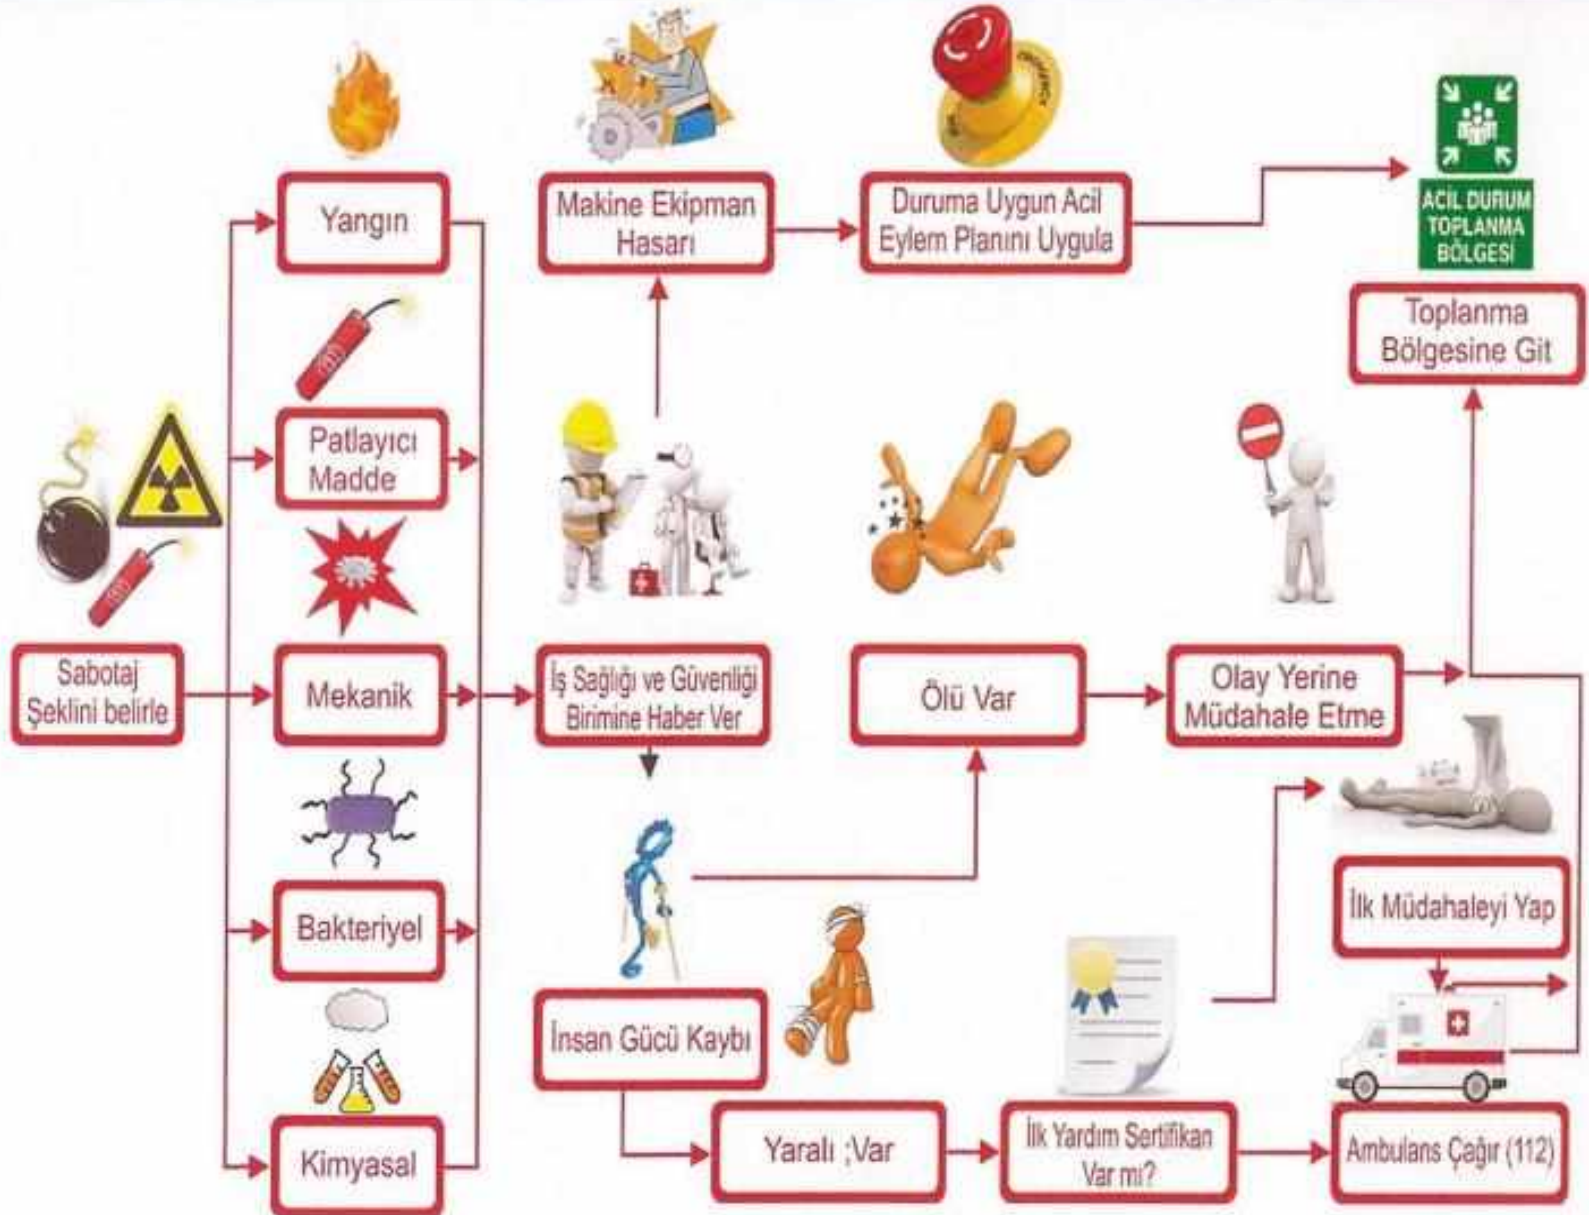 Yangın
Makine Ekipman
Hasarı
Duruma Uygun Acil
Eylem Planını Uygula
ACİL DURUM
TOPLANMA
BÖLGESİ
Toplanma
Bölgesine Git
Patlayıcı
Madde
Sabotaj
Şeklini belirle
Mekanik
İş Sağlığı ve Güvenliği
Birimine Haber Ver
Ölü Var
Olay Yerine
Müdahale Etme
Bakteriyel
İlk Müdahaleyi Yap
İnsan Gücü Kaybı
Kimyasal
Yaralı ;Var
İlk Yardım Sertifikan
Var mı?
Ambulans Çağır (112)